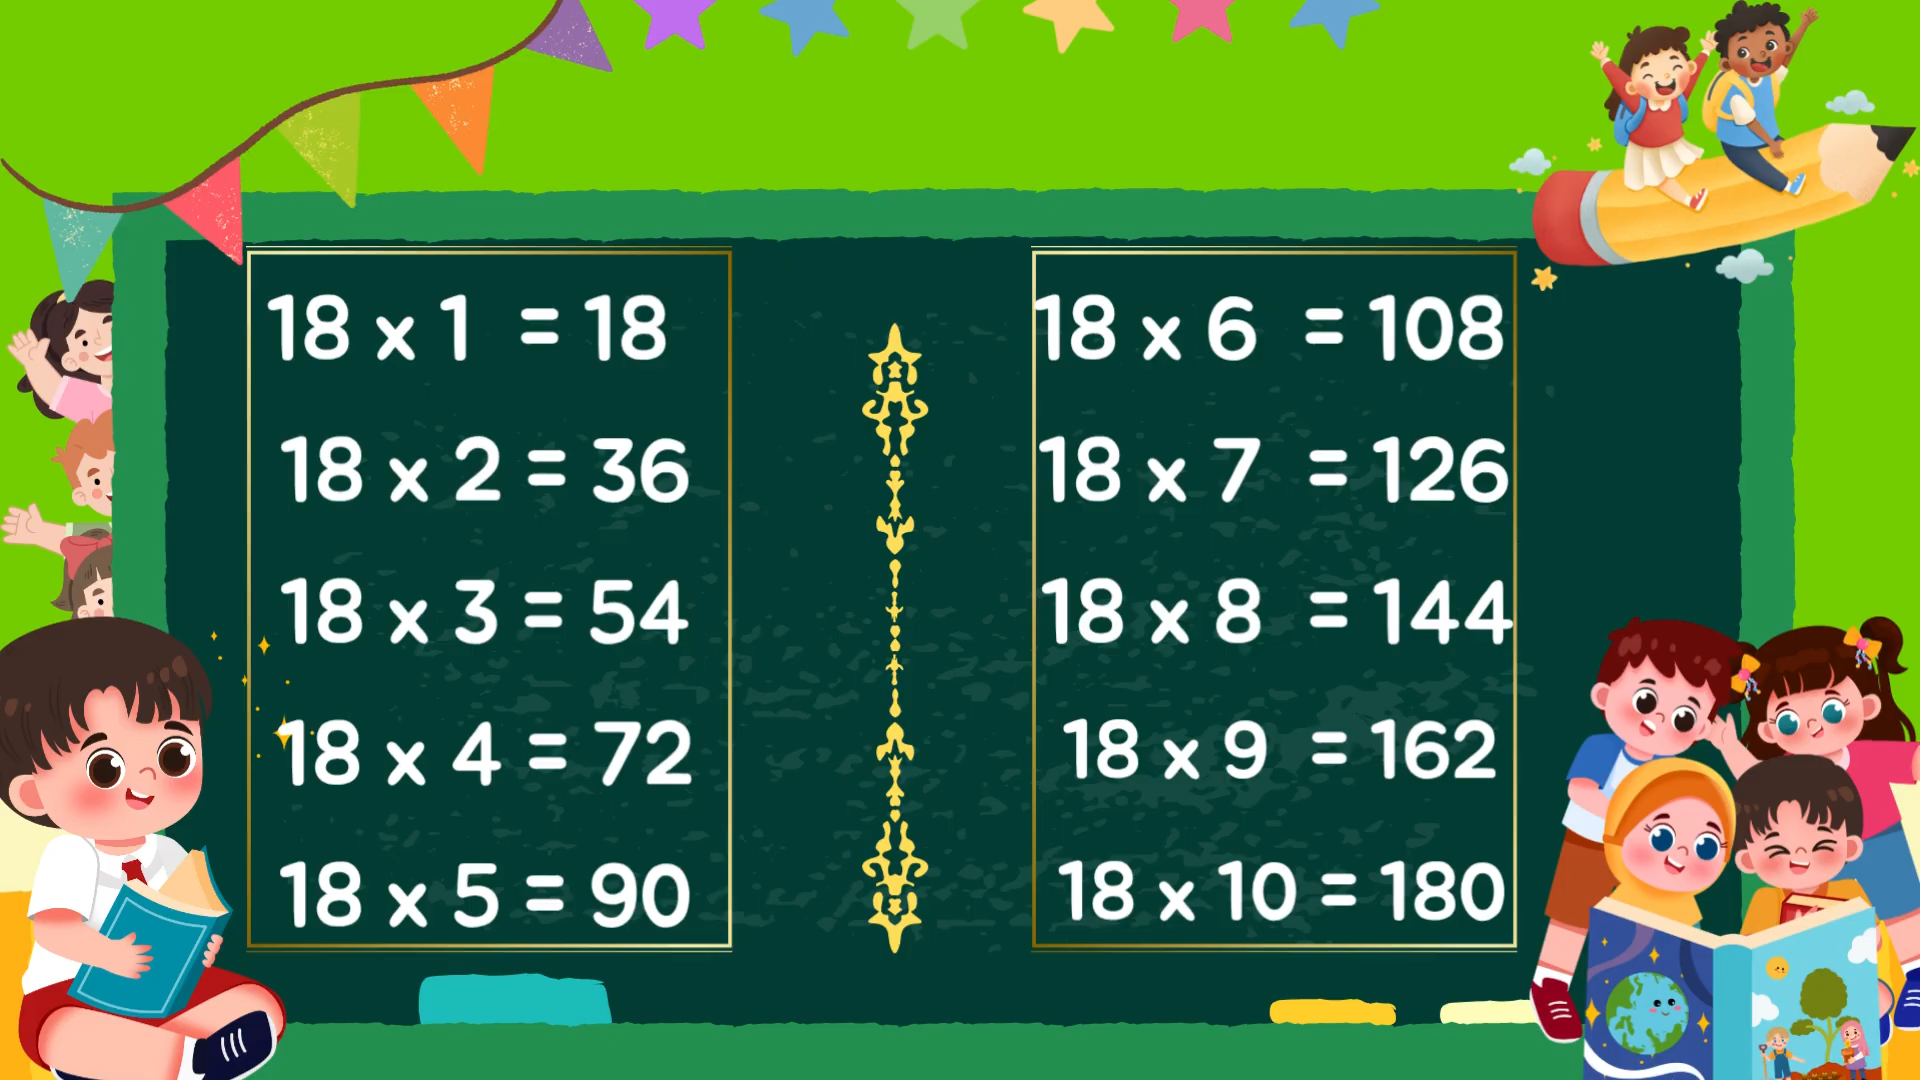 18 x 1 = 18
18 x 2 = 36
18 x 3 = 54
18 x 4 = 72
18 x 5 = 90
18 x 6 = 108
18 x 7 = 126
18 x 8 = 144
18 x 9 = 162
18 x 10 = 180